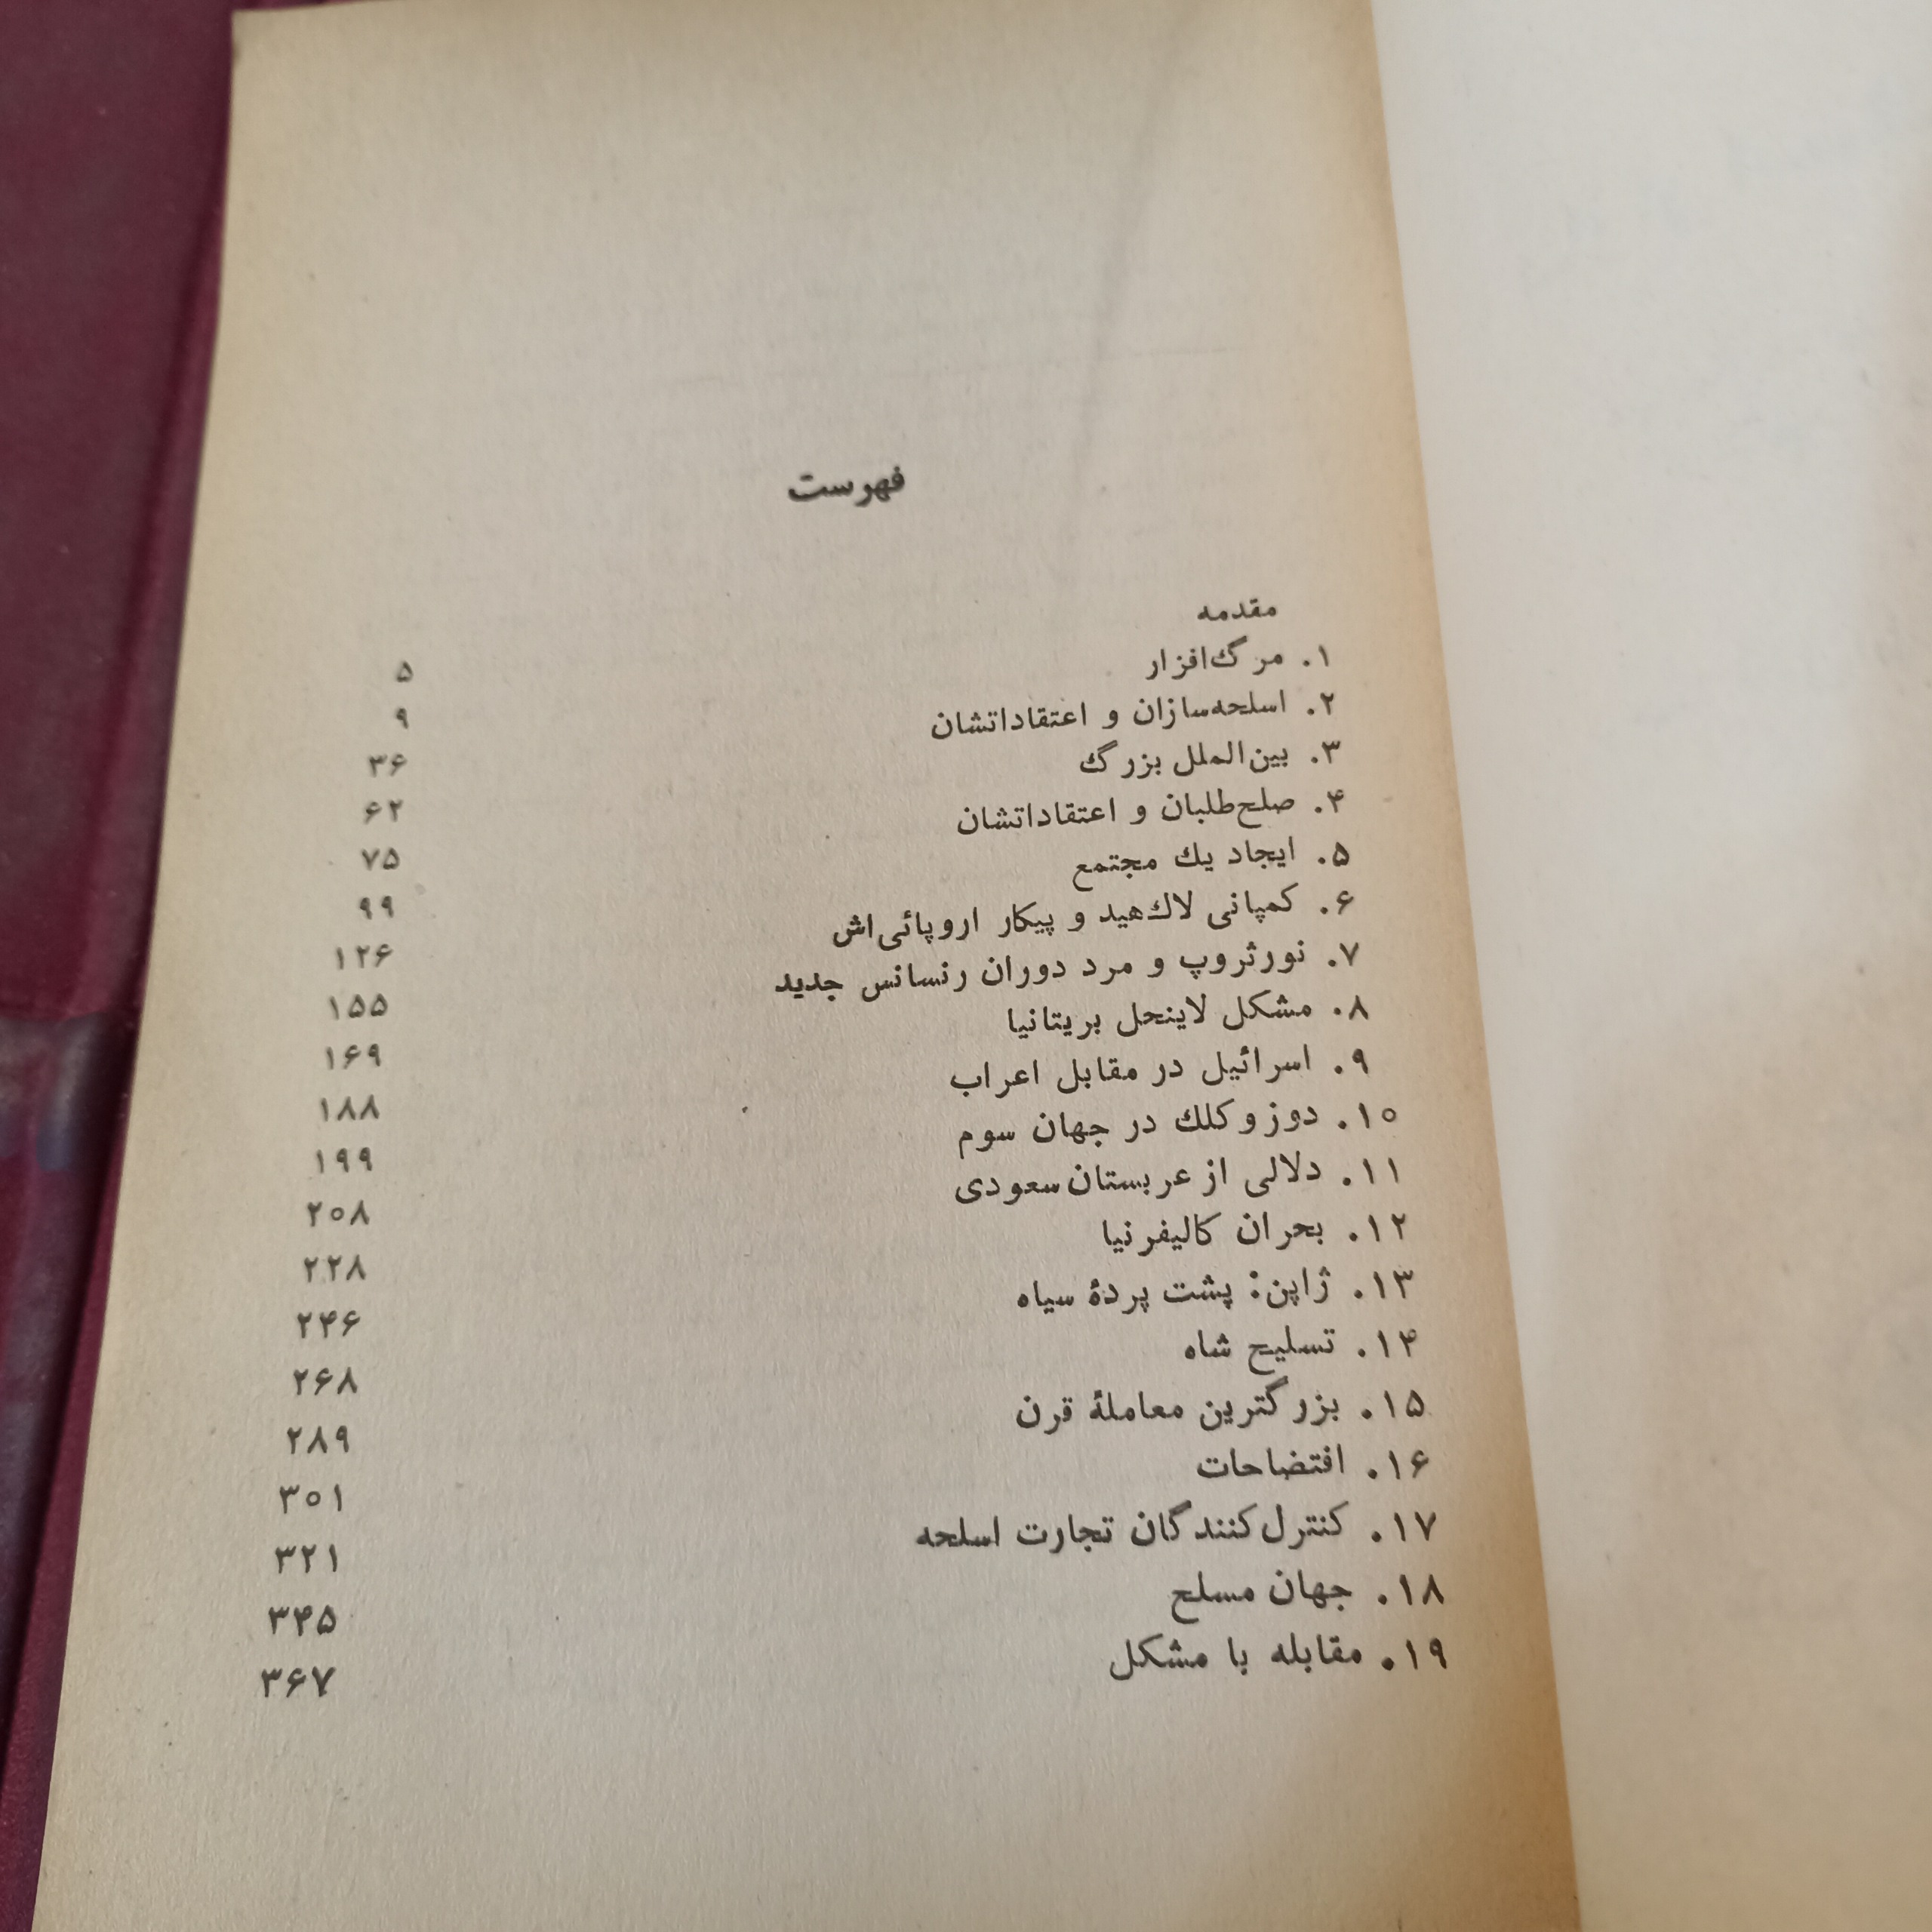 فهرست
مقدمه ۵
۱. مرگ‌افزار ۹
۲. اسلحه‌سازان و اعتقاداتشان ۳۶
۳. بین‌الملل بزرگ ۶۲
۴. صلح‌طلبان و اعتقاداتشان ۷۵
۵. ایجاد یك مجتمع ۹۹
۶. کمپانی لاك‌هید و پیکار اروپائی‌اش ۱۲۶
۷. نورثروپ و مرد دوران رنسانس جدید ۱۵۵
۸. مشکل لاینحل بریتانیا ۱۶۹
۹. اسرائیل در مقابل اعراب ۱۸۸
۱۰. دوز و کلك در جهان سوم ۱۹۹
۱۱. دلالی از عربستان سعودی ۲۰۸
۱۲. بحران کالیفرنیا ۲۲۸
۱۳. ژاپن: پشت پردهٔ سیاه ۲۴۶
۱۴. تسلیح شاه ۲۶۸
۱۵. بزرگترین معاملهٔ قرن ۲۸۹
۱۶. افتضاحات ۳۰۱
۱۷. کنترل‌کنندگان تجارت اسلحه ۳۲۱
۱۸. جهان مسلح ۳۴۵
۱۹. مقابله با مشکل ۳۶۷